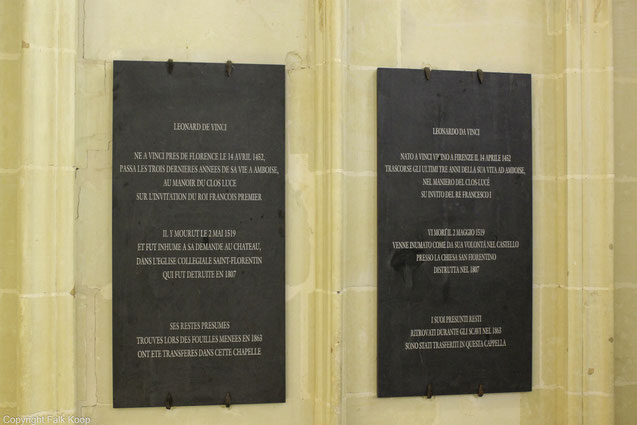 LEONARD DE VINCI
NE A VINCI PRES DE FLORENCE LE 14 AVRIL 1452,
PASSA LES TROIS DERNIERES ANNEES DE SA VIE A AMBOISE,
AU MANOIR DU CLOS LUCE
SUR L'INVITATION DU ROI FRANCOIS PREMIER
IL Y MOURUT LE 2 MAI 1519
ET FUT INHUME A SA DEMANDE AU CHATEAU,
DANS L'EGLISE COLLEGIALE SAINT-FLORENTIN
QUI FUT DETRUITE EN 1807
SES RESTES PRESUMES
TROUVES LORS DES FOUILLES MENEES EN 1863
ONT ETE TRANSFERES DANS CETTE CHAPELLE
LEONARDO DA VINCI
NATO A VINCI A FIRENZE IL 14 APRILE 1452
TRASCORSE GLI ULTIMI TRE ANNI DELLA SUA VITA AD AMBOISE,
NEL MANIERO DEL CLOS-LUCÉ
SU INVITO DEL RE FRANCESCO I
VI MORÍ IL 2 MAGGIO 1519
VENNE INUMATO COME DA SUA VOLONTÁ NEL CASTELLO
PRESSO LA CHIESA SAN FIORENTINO
DISTRUTTA NEL 1807
I SUOI PRESUNTI RESTI
RITROVATI DURANTE GLI SCAVI NEL 1863
SONO STATI TRASFERITI IN QUESTA CAPPELLA
Copyright Falk Koop